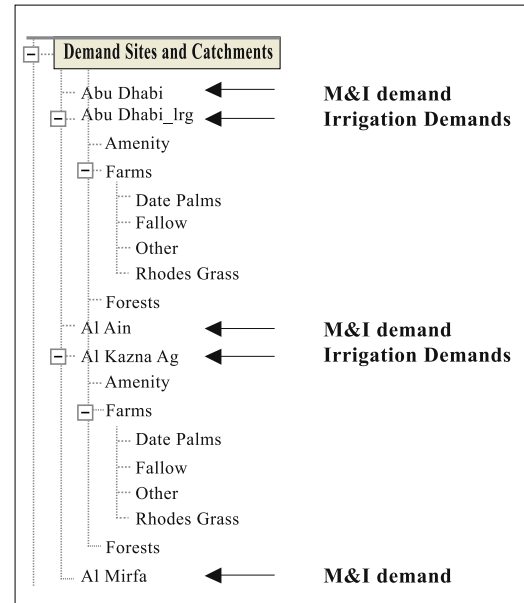 Demand Sites and Catchments
Abu Dhabi M&I demand
Abu Dhabi_lrg Irrigation Demands
Amenity
Farms
Date Palms
Fallow
Other
Rhodes Grass
Forests
Al Ain M&I demand
Al Kazna Ag Irrigation Demands
Amenity
Farms
Date Palms
Fallow
Other
Rhodes Grass
Forests
Al Mirfa M&I demand